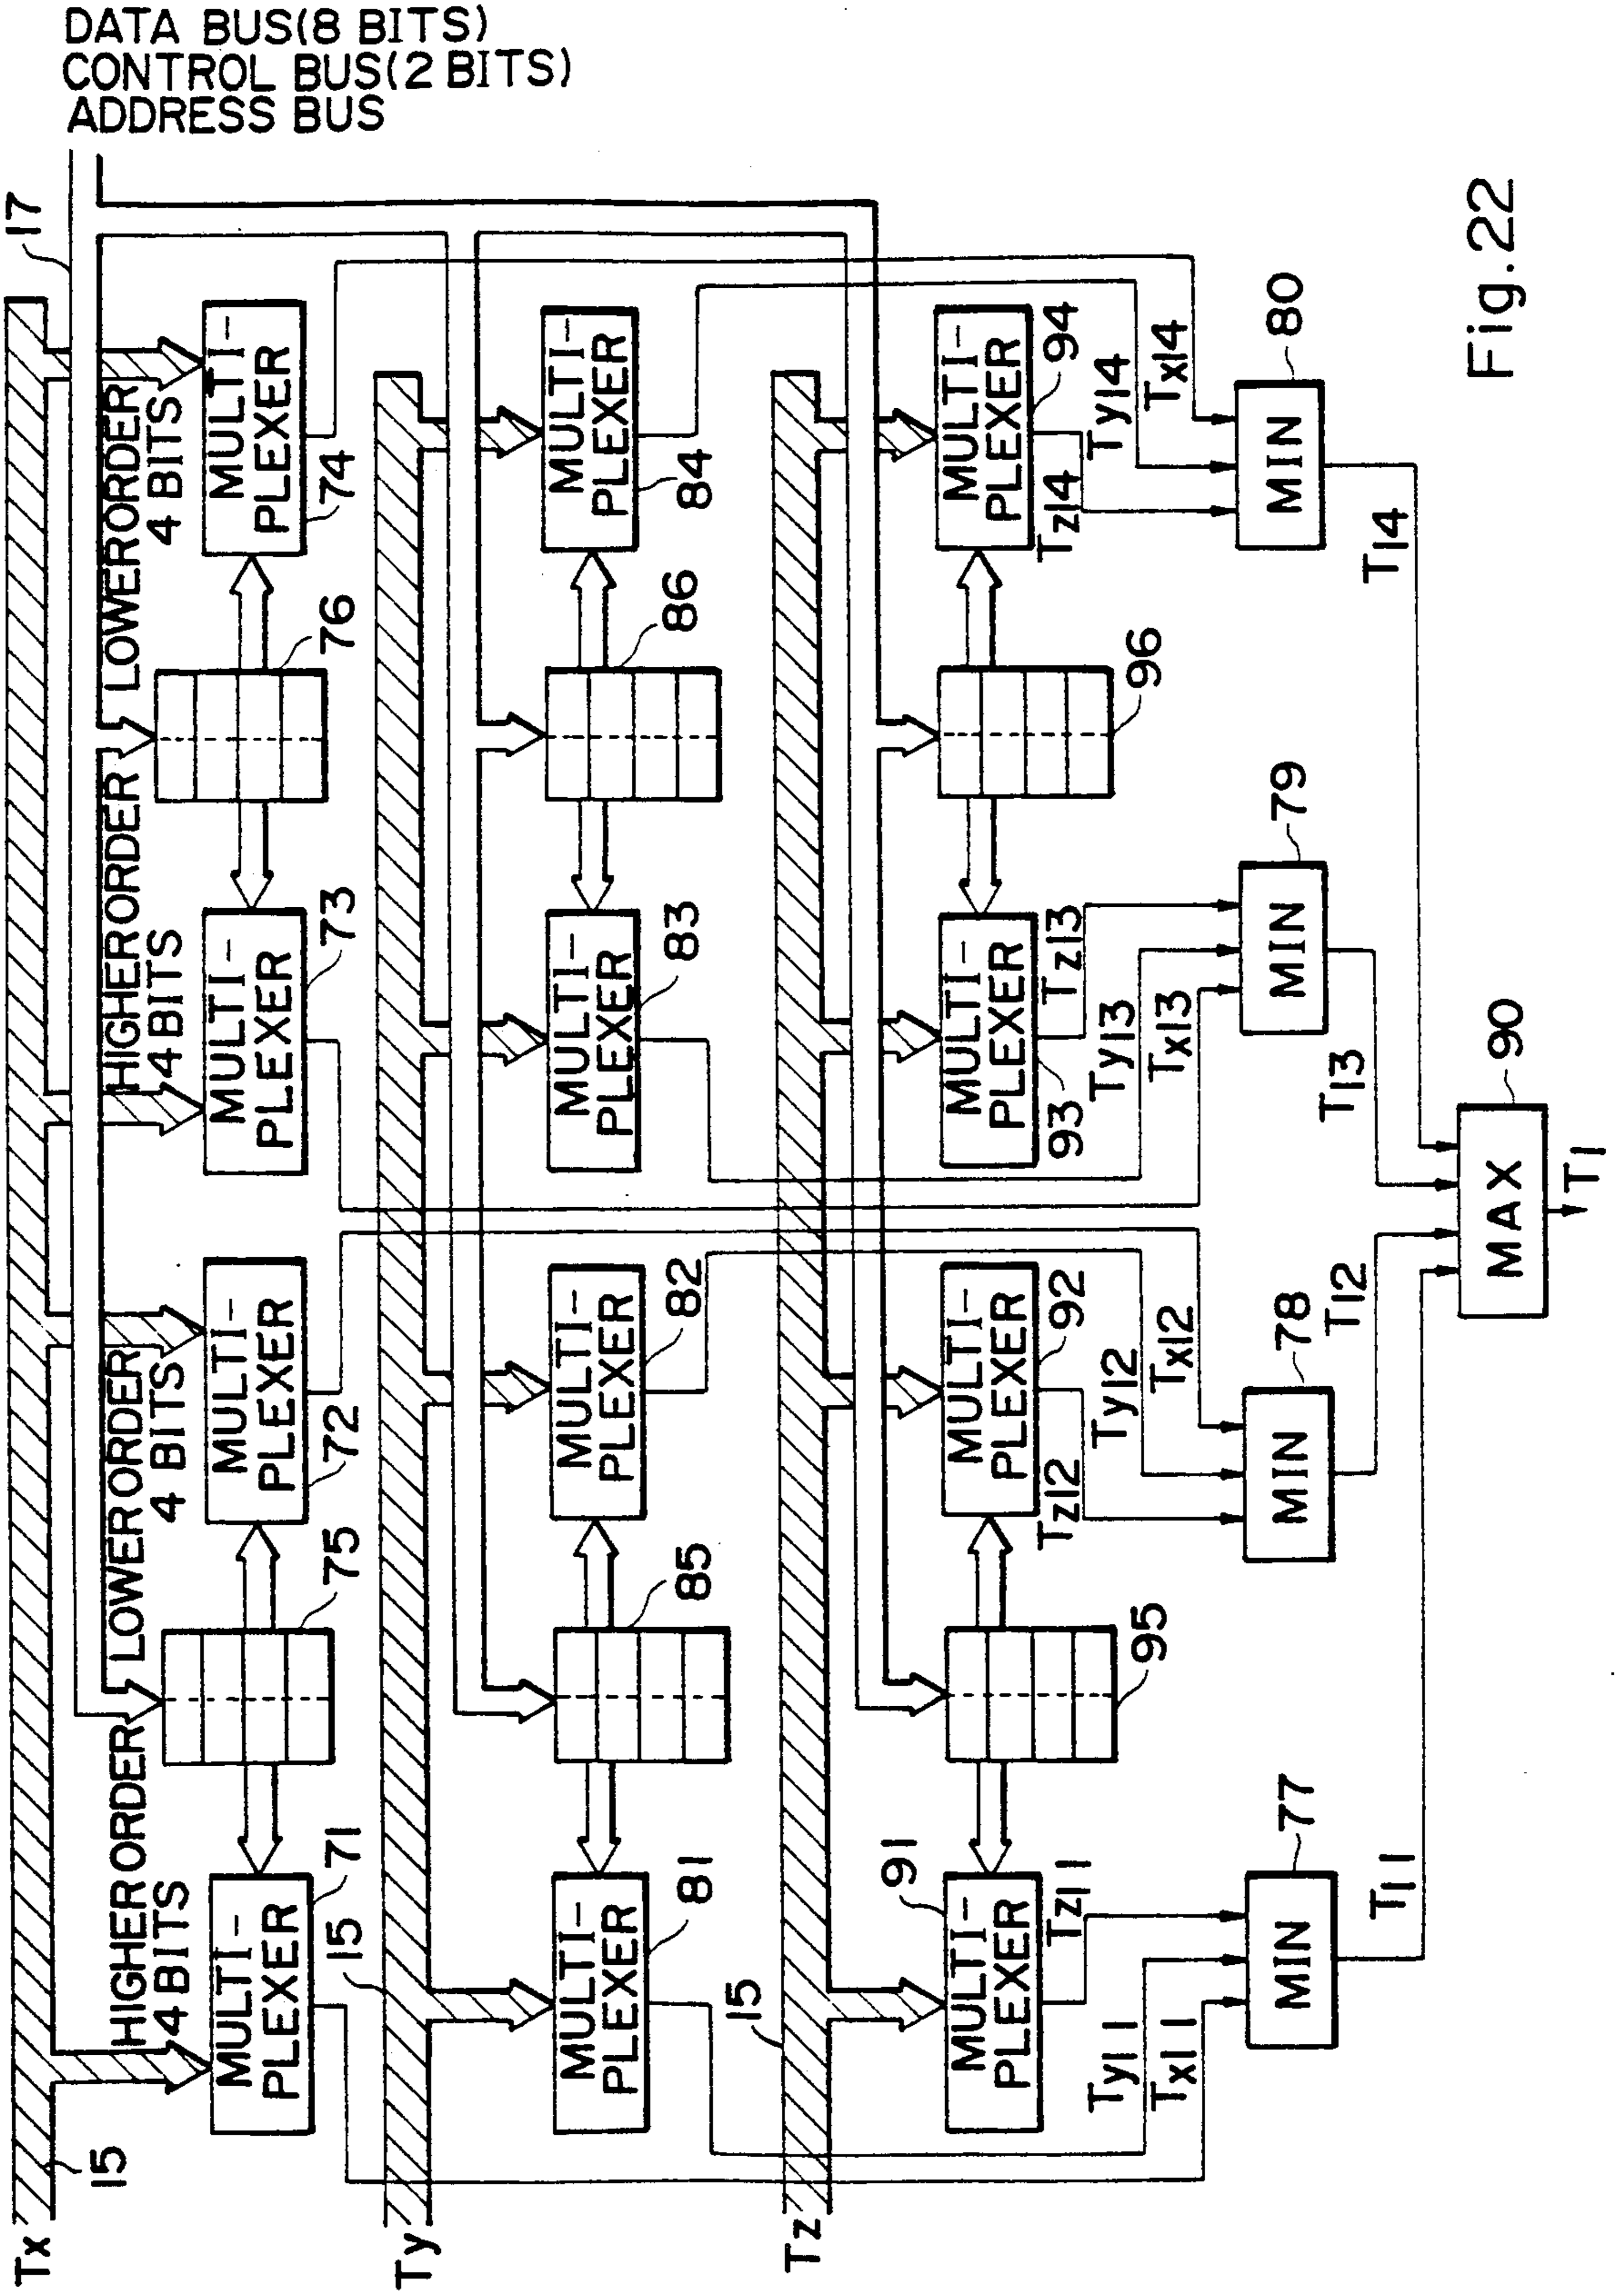 DATA BUS(8 BITS)
CONTROL BUS(2 BITS)
ADDRESS BUS
17
Tx
15
HIGHER ORDER
4 BITS
LOWER ORDER
4 BITS
HIGHER ORDER
4 BITS
LOWER ORDER
4 BITS
MULTI-
PLEXER
71
75
MULTI-
PLEXER
72
MULTI-
PLEXER
73
76
MULTI-
PLEXER
74
Ty
15
MULTI-
PLEXER
81
85
MULTI-
PLEXER
82
MULTI-
PLEXER
83
86
MULTI-
PLEXER
84
Tz
15
MULTI-
PLEXER
91
95
MULTI-
PLEXER
92
MULTI-
PLEXER
93
96
MULTI-
PLEXER
94
Tz11
Ty11
Tx11
Tz12
Ty12
Tx12
Tz13
Ty13
Tx13
Tz14
Ty14
Tx14
MIN
77
MIN
78
MIN
79
MIN
80
T11
T12
T13
T14
MAX
90
T1
Fig.22